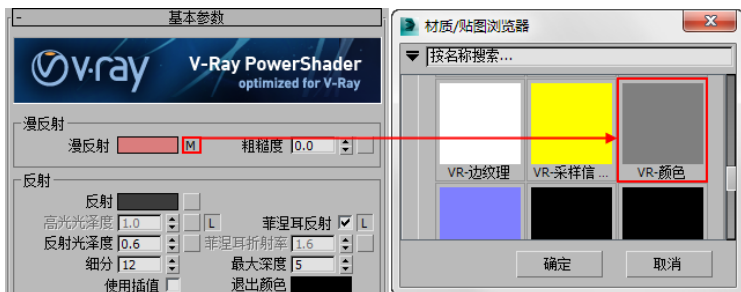 基本参数
V·ray V-Ray PowerShader
optimized for V-Ray
漫反射
漫反射 M 粗糙度 0.0
反射
反射
高光光泽度 1.0 L 菲涅耳反射 L
反射光泽度 0.6 菲涅耳折射率 1.6
细分 12 最大深度 5
使用插值 退出颜色
材质/贴图浏览器
按名称搜索...
VR-边纹理 VR-采样信 ... VR-颜色
确定 取消